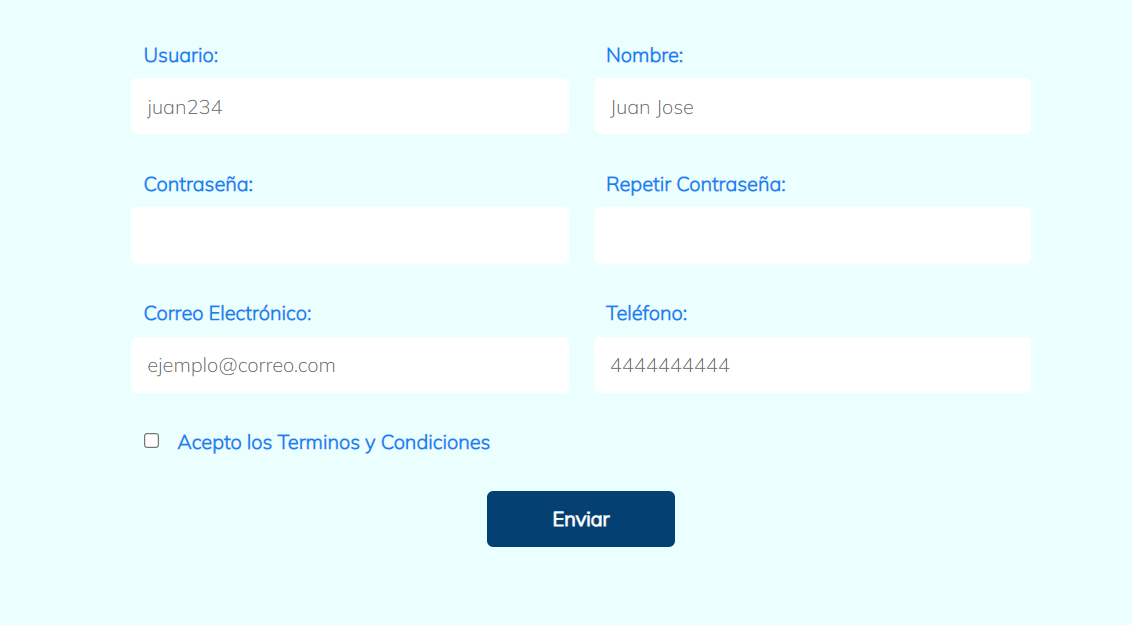 Usuario:
Nombre:
juan234
Juan Jose
Contraseña:
Repetir Contraseña:
Correo Electrónico:
Teléfono:
ejemplo@correo.com
4444444444
Acepto los Terminos y Condiciones
Enviar